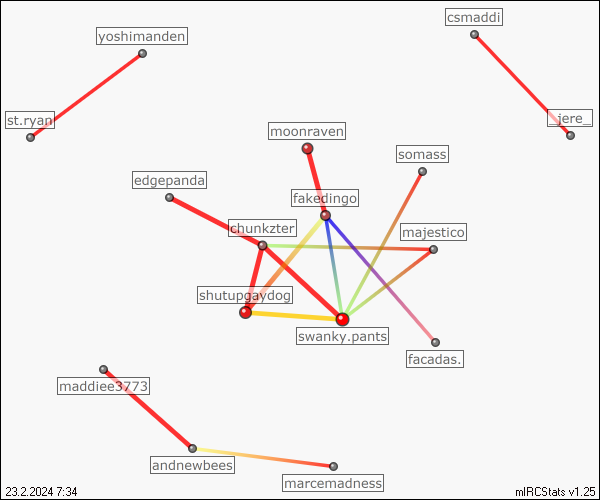 csmaddi
yoshimanden
st.ryan
_jere_
moonraven
somass
edgepanda
fakedingo
chunkzter
majestico
shutupgaydog
swanky.pants
facadas.
maddiee3773
andnewbees
marcemadness
23.2.2024 7:34
mIRCStats v1.25